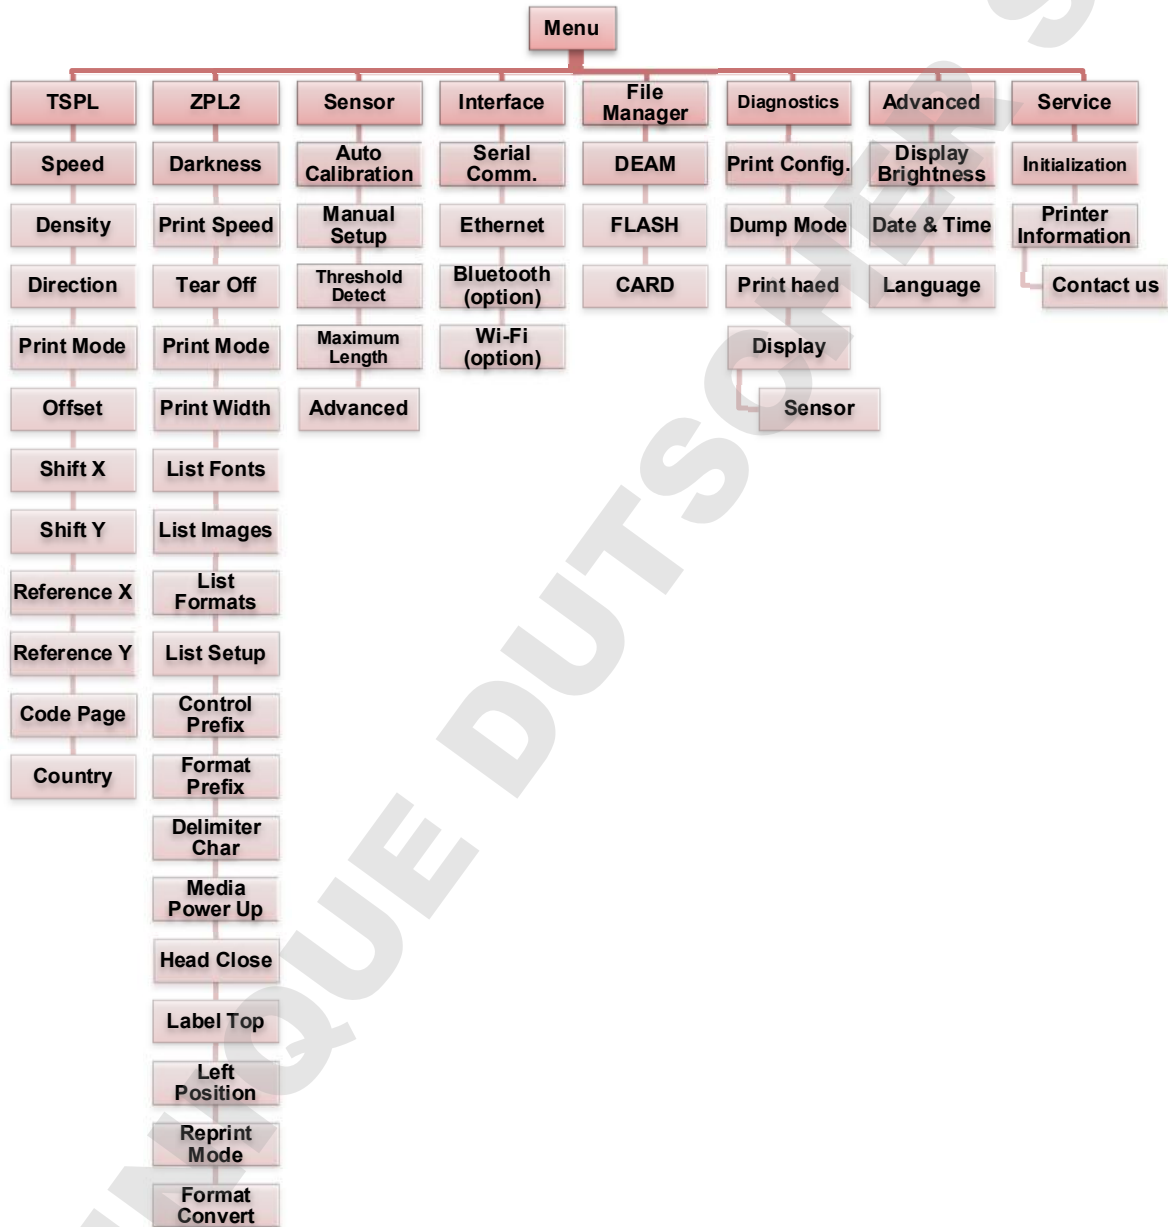 Menu
TSPL
ZPL2
Sensor
Interface
File
Manager
Diagnostics
Advanced
Service
Speed
Darkness
Auto
Calibration
Serial
Comm.
DEAM
Print Config.
Display
Brightness
Initialization
Density
Print Speed
Manual
Setup
Ethernet
FLASH
Dump Mode
Date & Time
Printer
Information
Direction
Tear Off
Threshold
Detect
Bluetooth
(option)
CARD
Print haed
Language
Contact us
Print Mode
Print Mode
Maximum
Length
Wi-Fi
(option)
Display
Offset
Print Width
Advanced
Sensor
Shift X
List Fonts
Shift Y
List Images
Reference X
List
Formats
Reference Y
List Setup
Code Page
Control
Prefix
Country
Format
Prefix
Delimiter
Char
Media
Power Up
Head Close
Label Top
Left
Position
Reprint
Mode
Format
Convert
DUTSCHER